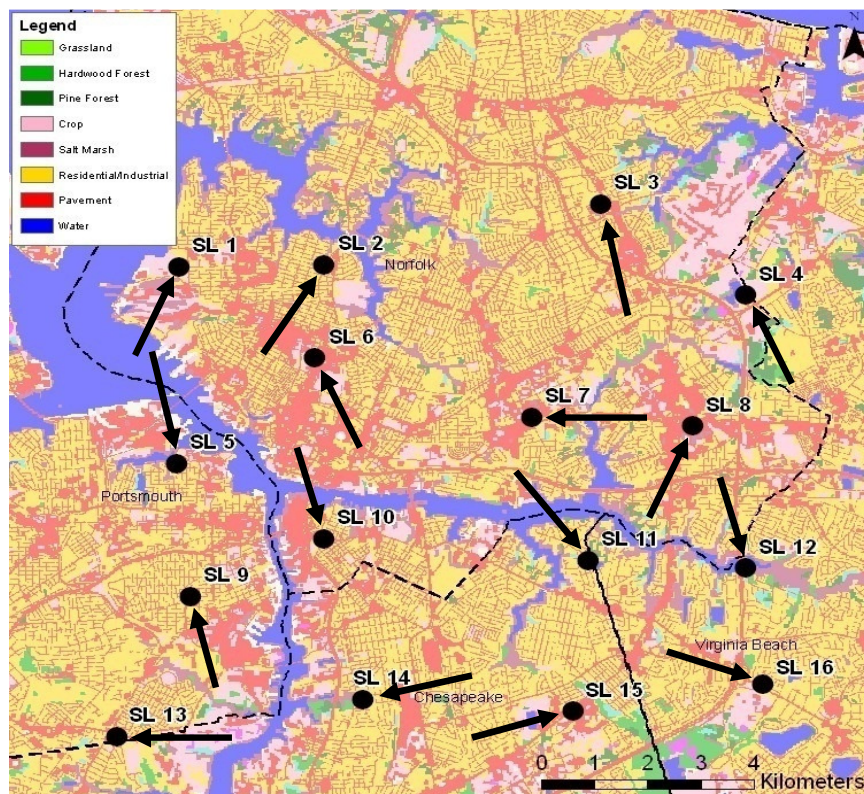 Legend
Grassland
Hardwood Forest
Pine Forest
Crop
Salt Marsh
Residential/Industrial
Pavement
Water
N
SL 3
SL 1
SL 2
Norfolk
SL 4
SL 6
SL 7
SL 8
SL 5
Portsmouth
SL 10
SL 11
SL 12
SL 9
Virginia Beach
SL 14
SL 16
Chesapeake
SL 15
SL 13
0 1 2 3 4
Kilometers